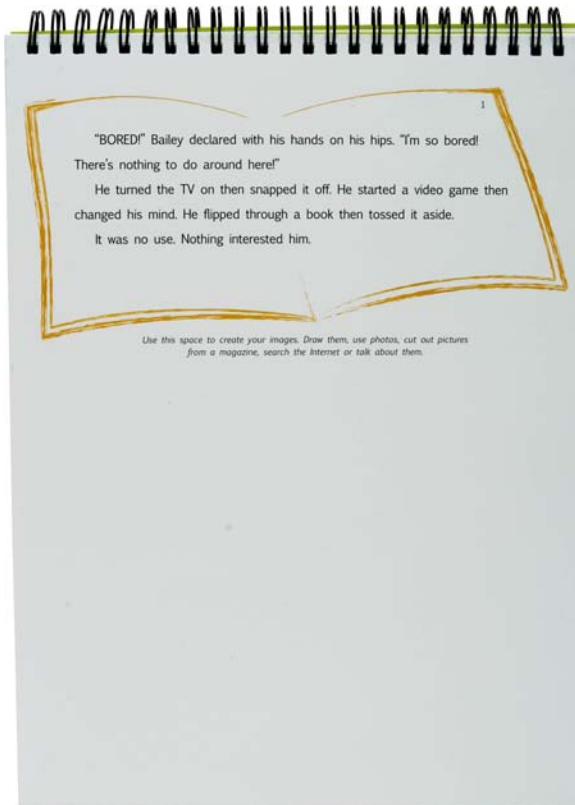 1
“BORED!” Bailey declared with his hands on his hips. “I’m so bored!
There’s nothing to do around here!”
He turned the TV on then snapped it off. He started a video game then
changed his mind. He flipped through a book then tossed it aside.
It was no use. Nothing interested him.
Use this space to create your images. Draw them, use photos, cut out pictures
from a magazine, search the Internet or talk about them.